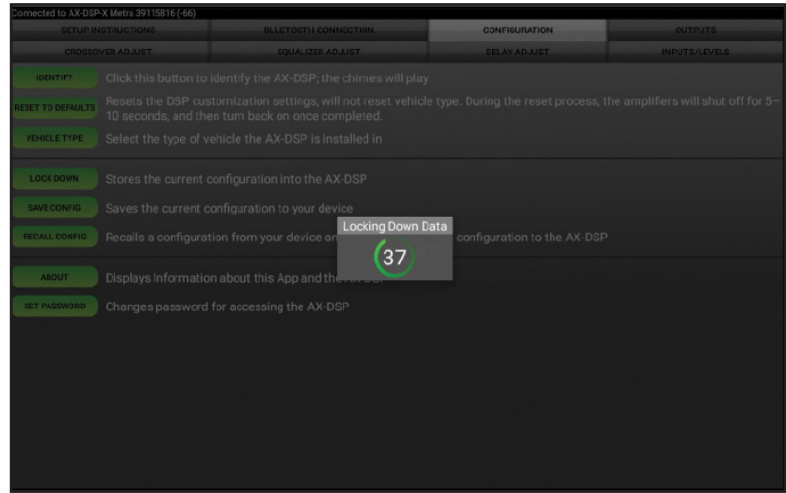 Connected to AX-DSP-X Metra 39115816 (-66)
SETUP INSTRUCTIONS BLUETOOTH CONNECTION CONFIGURATION OUTPUTS
CROSSOVER ADJUST EQUALIZER ADJUST DELAY ADJUST INPUTS/LEVELS
IDENTIFY Click this button to identify the AX-DSP; the chimes will play
RESET TO DEFAULTS Resets the DSP customization settings, will not reset vehicle type. During the reset process, the amplifiers will shut off for 5–
10 seconds, and then turn back on once completed.
VEHICLE TYPE Select the type of vehicle the AX-DSP is installed in
LOCK DOWN Stores the current configuration into the AX-DSP
SAVE CONFIG Saves the current configuration to your device
Locking Down Data
RECALL CONFIG Recalls a configuration from your device an configuration to the AX-DSP
37
ABOUT Displays Information about this App and the
SET PASSWORD Changes password for accessing the AX-DSP